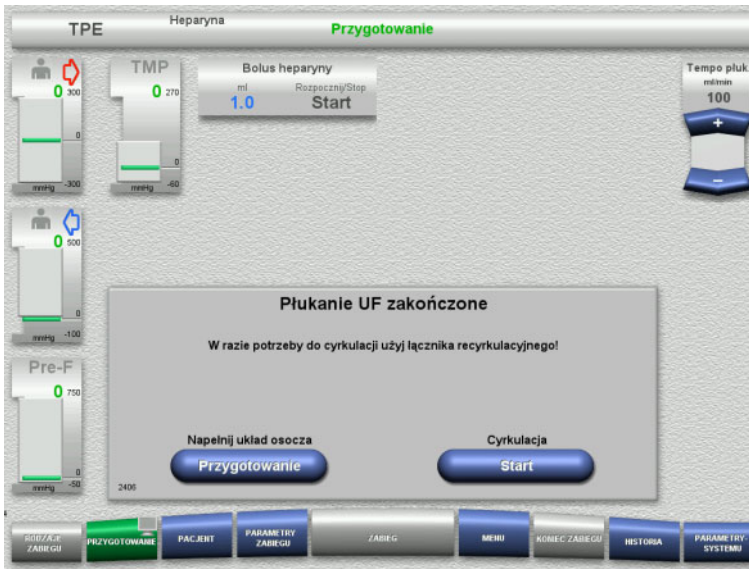 TPE
Heparyna
Przygotowanie
0
300
0
mmHg
-300
TMP
0
270
0
mmHg
-60
Bolus heparyny
ml
Rozpocznij/Stop
1.0
Start
Tempo płuk.
ml/min
100
+
−
0
500
0
mmHg
-100
Pre-F
0
750
0
mmHg
-50
Płukanie UF zakończone
W razie potrzeby do cyrkulacji użyj łącznika recyrkulacyjnego!
Napełnij układ osocza
Cyrkulacja
Przygotowanie
Start
2406
RODZAJE
ZABIEGU
PRZYGOTOWANIE
PACJENT
PARAMETRY
ZABIEGU
ZABIEG
MENU
KONIEC ZABIEGU
HISTORIA
PARAMETRY-
SYSTEMU